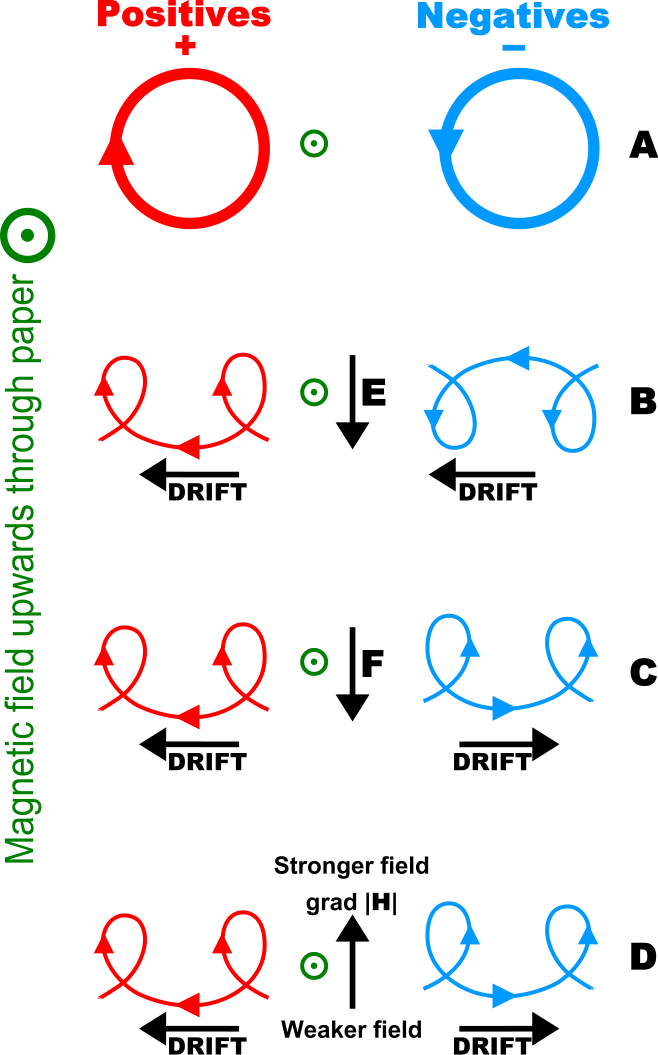 Positives
+
Negatives
−
A
Magnetic field upwards through paper
E
B
DRIFT
DRIFT
F
C
DRIFT
DRIFT
Stronger field
grad |H|
D
Weaker field
DRIFT
DRIFT